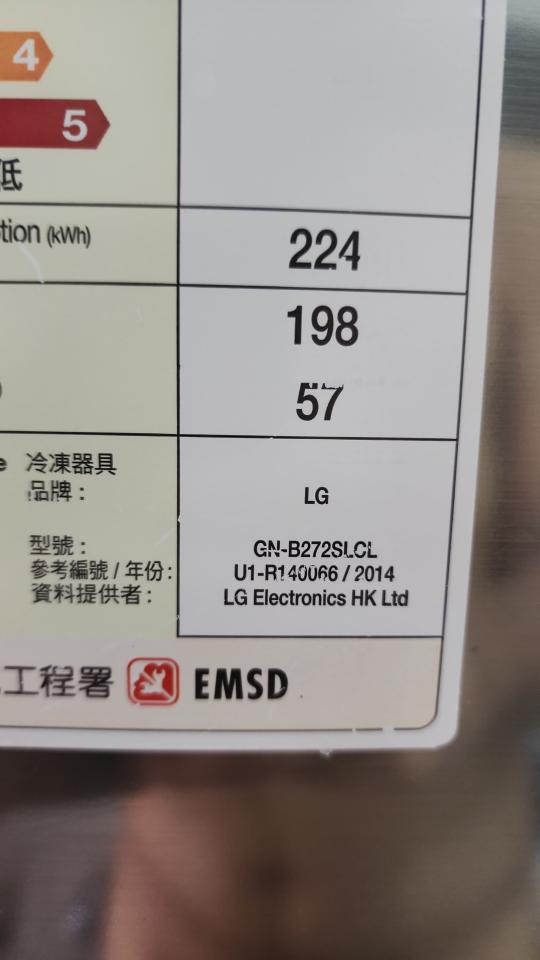 4
5
低
tion (kWh)
224
198
)
57
e 冷凍器具
品牌：
LG
型號：
GN-B272SLCL
參考編號 / 年份：
U1-R140066 / 2014
資料提供者：
LG Electronics HK Ltd
工程署 EMSD